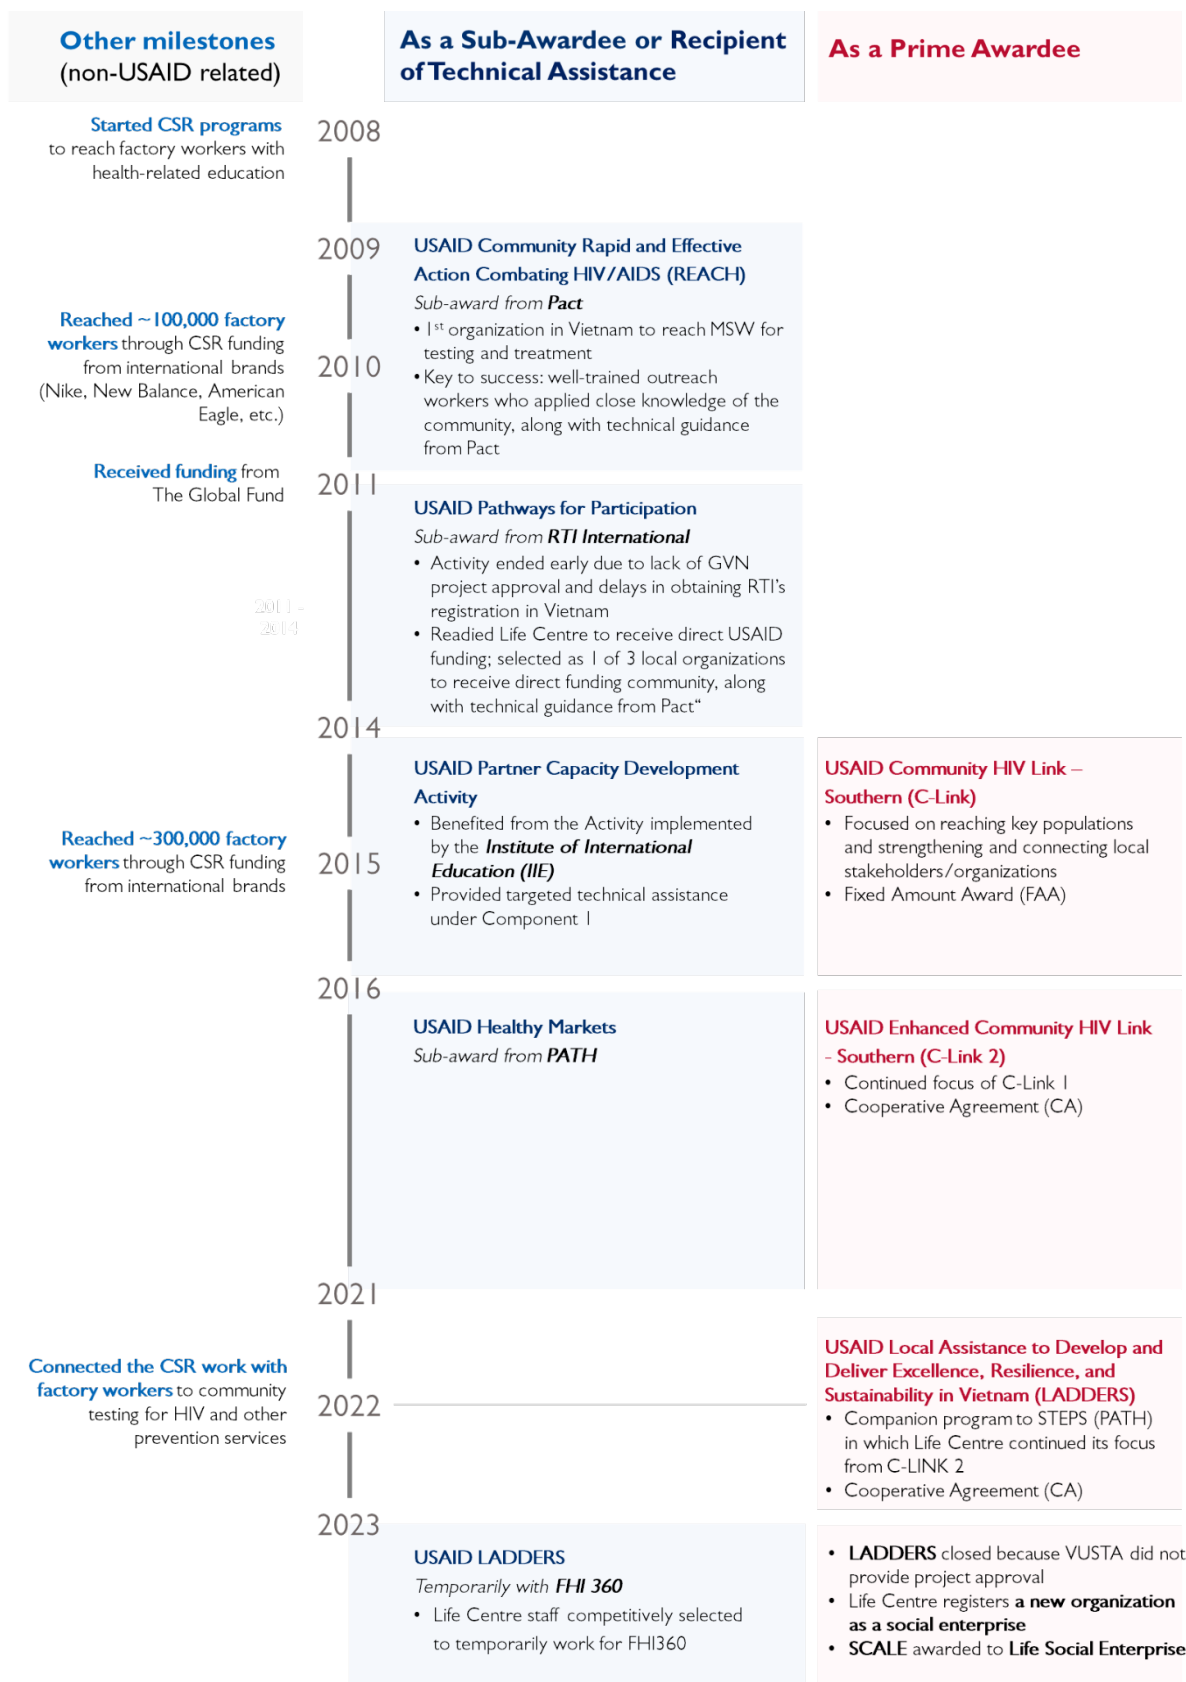 Other milestones
(non-USAID related)
As a Sub-Awardee or Recipient
of Technical Assistance
As a Prime Awardee
Started CSR programs
to reach factory workers with
health-related education
2008
2009
USAID Community Rapid and Effective
Action Combating HIV/AIDS (REACH)
Sub-award from Pact
• 1st organization in Vietnam to reach MSW for
testing and treatment
• Key to success: well-trained outreach
workers who applied close knowledge of the
community, along with technical guidance
from Pact
Reached ~100,000 factory
workers through CSR funding
from international brands
(Nike, New Balance, American
Eagle, etc.)
2010
Received funding from
The Global Fund
2011
USAID Pathways for Participation
Sub-award from RTI International
• Activity ended early due to lack of GVN
project approval and delays in obtaining RTI’s
registration in Vietnam
• Readied Life Centre to receive direct USAID
funding; selected as 1 of 3 local organizations
to receive direct funding community, along
with technical guidance from Pact“
2011 -
2014
2014
USAID Partner Capacity Development
Activity
• Benefited from the Activity implemented
by the Institute of International
Education (IIE)
• Provided targeted technical assistance
under Component 1
USAID Community HIV Link –
Southern (C-Link)
• Focused on reaching key populations
and strengthening and connecting local
stakeholders/organizations
• Fixed Amount Award (FAA)
Reached ~300,000 factory
workers through CSR funding
from international brands
2015
2016
USAID Healthy Markets
Sub-award from PATH
USAID Enhanced Community HIV Link
- Southern (C-Link 2)
• Continued focus of C-Link 1
• Cooperative Agreement (CA)
2021
Connected the CSR work with
factory workers to community
testing for HIV and other
prevention services
2022
USAID Local Assistance to Develop and
Deliver Excellence, Resilience, and
Sustainability in Vietnam (LADDERS)
• Companion program to STEPS (PATH)
in which Life Centre continued its focus
from C-LINK 2
• Cooperative Agreement (CA)
2023
USAID LADDERS
Temporarily with FHI 360
• Life Centre staff competitively selected
to temporarily work for FHI360
• LADDERS closed because VUSTA did not
provide project approval
• Life Centre registers a new organization
as a social enterprise
• SCALE awarded to Life Social Enterprise